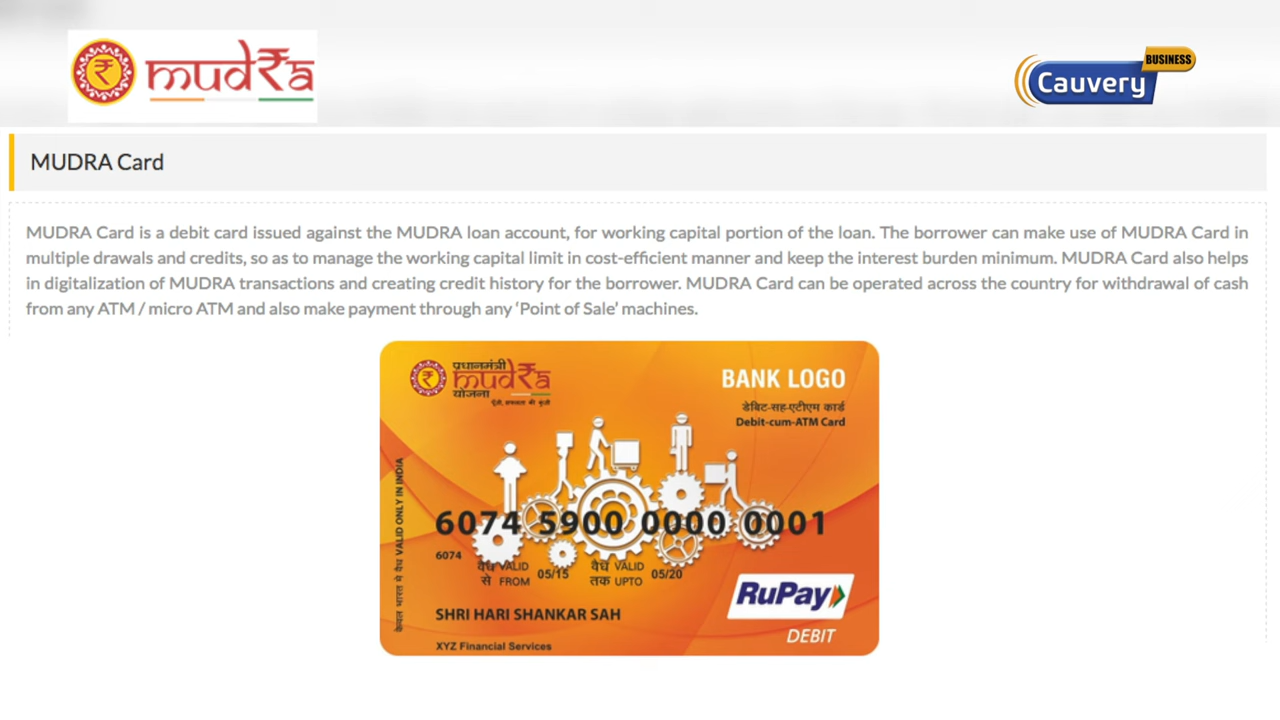 mudRa
BUSINESS
Cauvery
MUDRA Card
MUDRA Card is a debit card issued against the MUDRA loan account, for working capital portion of the loan. The borrower can make use of MUDRA Card in
multiple drawals and credits, so as to manage the working capital limit in cost-efficient manner and keep the interest burden minimum. MUDRA Card also helps
in digitalization of MUDRA transactions and creating credit history for the borrower. MUDRA Card can be operated across the country for withdrawal of cash
from any ATM / micro ATM and also make payment through any ‘Point of Sale’ machines.
प्रधानमंत्री
mudRa
योजना
पूँजी, सफलता की कुंजी
BANK LOGO
डेबिट-सह-एटीएम कार्ड
Debit-cum-ATM Card
केवल भारत में वैध VALID ONLY IN INDIA
6074 5900 0000 0001
6074
वैध VALID
से FROM 05/15
वैध VALID
तक UPTO 05/20
SHRI HARI SHANKAR SAH
RuPay
DEBIT
XYZ Financial Services